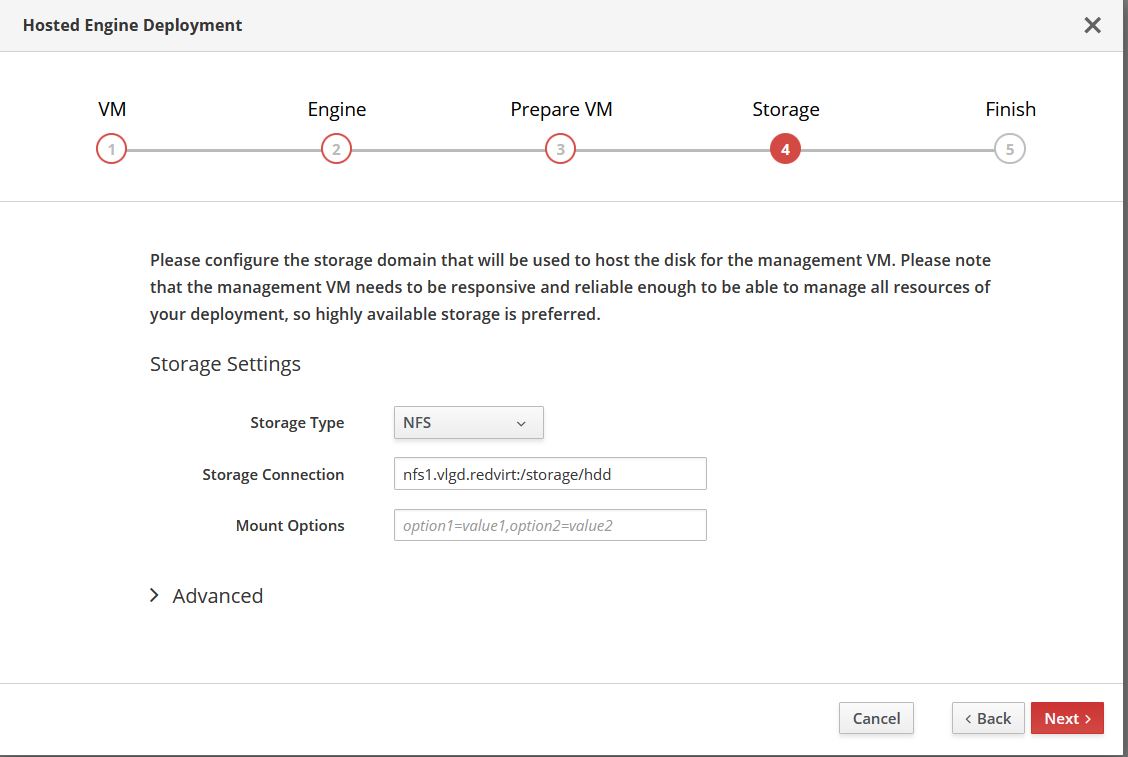 Hosted Engine Deployment
VM Engine Prepare VM Storage Finish
1 2 3 4 5
Please configure the storage domain that will be used to host the disk for the management VM. Please note
that the management VM needs to be responsive and reliable enough to be able to manage all resources of
your deployment, so highly available storage is preferred.
Storage Settings
Storage Type NFS
Storage Connection nfs1.vlgd.redvirt:/storage/hdd
Mount Options option1=value1,option2=value2
Advanced
Cancel Back Next